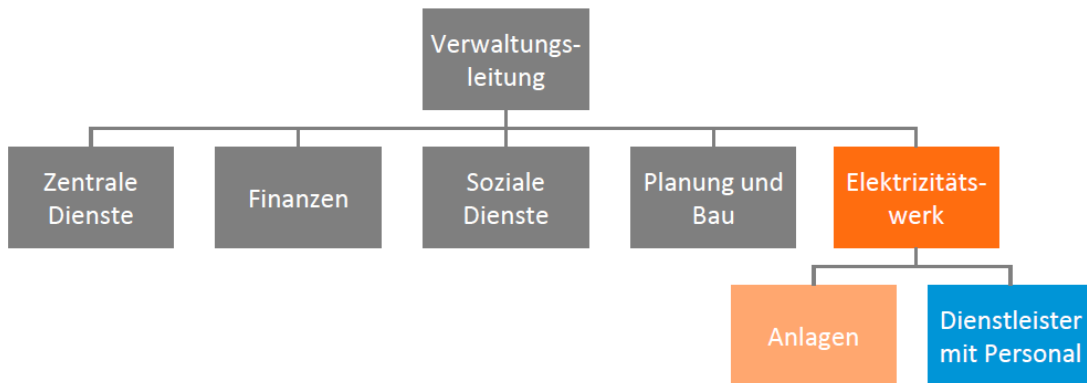 Verwaltungs-
leitung
Zentrale
Dienste
Finanzen
Soziale
Dienste
Planung und
Bau
Elektrizitäts-
werk
Anlagen
Dienstleister
mit Personal